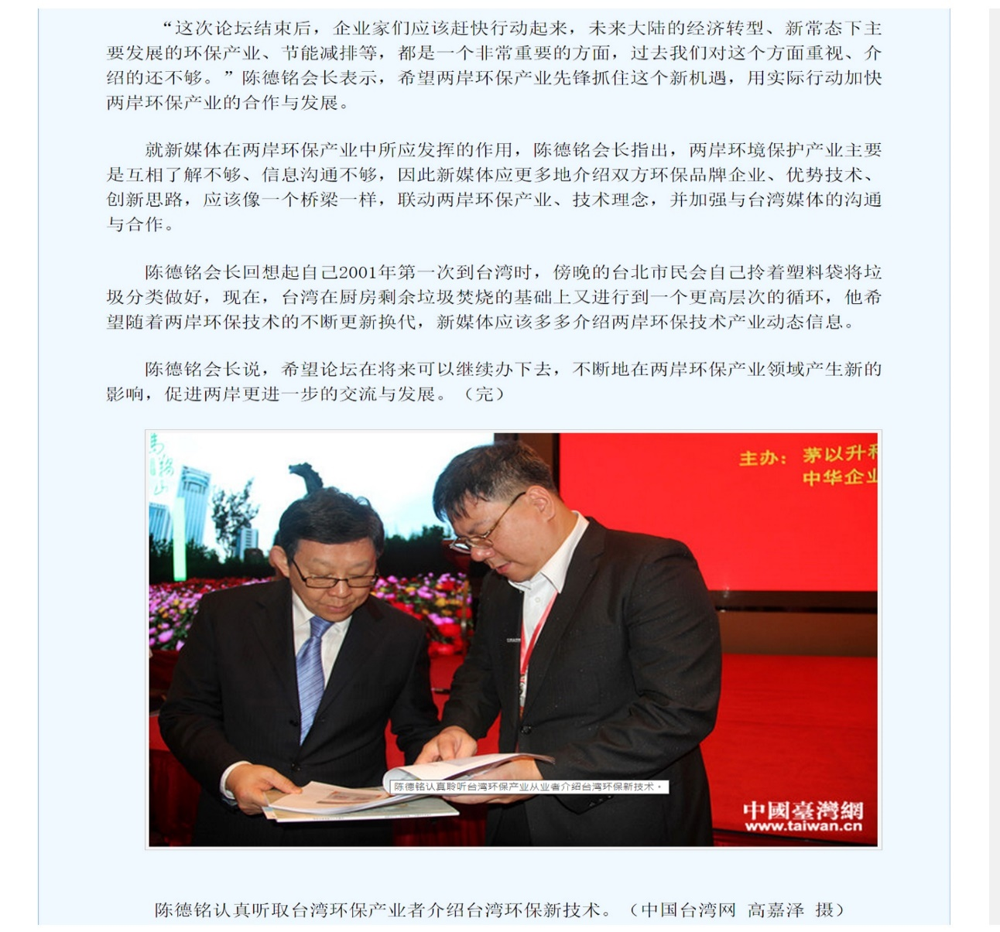 “这次论坛结束后，企业家们应该赶快行动起来，未来大陆的经济转型、新常态下主
要发展的环保产业、节能减排等，都是一个非常重要的方面，过去我们对这个方面重视、介
绍的还不够。”陈德铭会长表示，希望两岸环保产业先锋抓住这个新机遇，用实际行动加快
两岸环保产业的合作与发展。
就新媒体在两岸环保产业中所应发挥的作用，陈德铭会长指出，两岸环境保护产业主要
是互相了解不够、信息沟通不够，因此新媒体应更多地介绍双方环保品牌企业、优势技术、
创新思路，应该像一个桥梁一样，联动两岸环保产业、技术理念，并加强与台湾媒体的沟通
与合作。
陈德铭会长回想起自己2001年第一次到台湾时，傍晚的台北市民会自己拎着塑料袋将垃
圾分类做好，现在，台湾在厨房剩余垃圾焚烧的基础上又进行到一个更高层次的循环，他希
望随着两岸环保技术的不断更新换代，新媒体应该多多介绍两岸环保技术产业动态信息。
陈德铭会长说，希望论坛在将来可以继续办下去，不断地在两岸环保产业领域产生新的
影响，促进两岸更进一步的交流与发展。（完）
主办：茅以升科
中华企业
陈德铭认真聆听台湾环保产业从业者介绍台湾环保新技术。
中國臺灣網
www.taiwan.cn
陈德铭认真听取台湾环保产业者介绍台湾环保新技术。（中国台湾网 高嘉泽 摄）